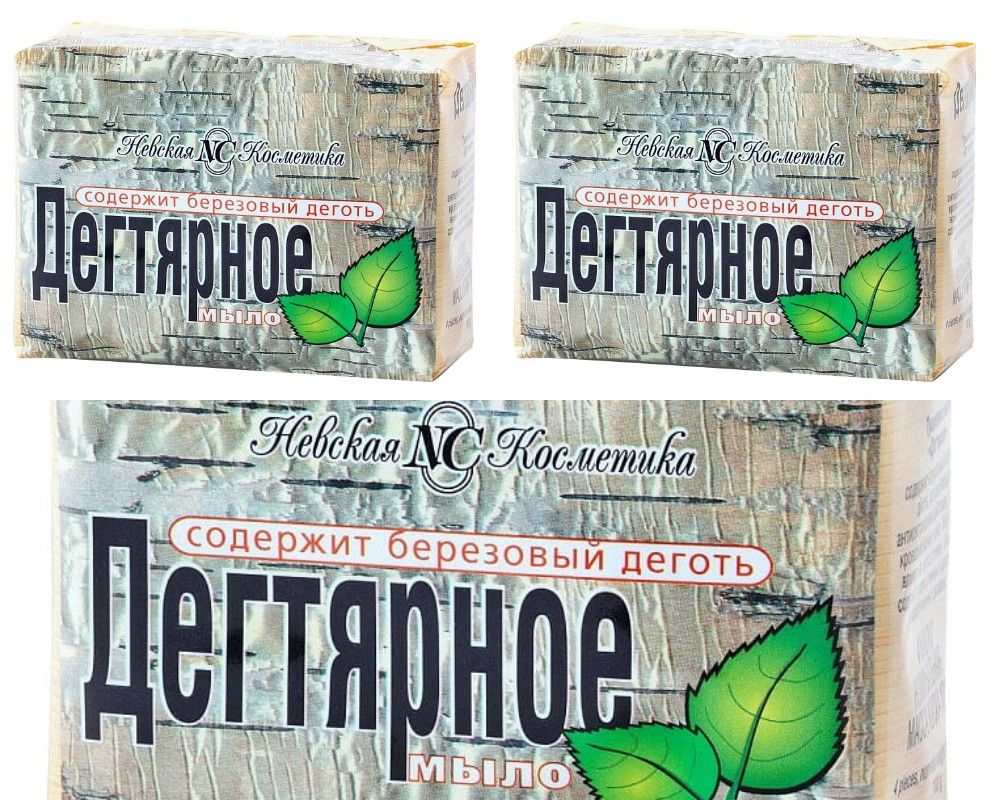 Невская NC Косметика
содержит березовый деготь
Дегтярное
мыло
Невская NC Косметика
содержит березовый деготь
Дегтярное
мыло
Невская NC Косметика
содержит березовый деготь
Дегтярное
мыло